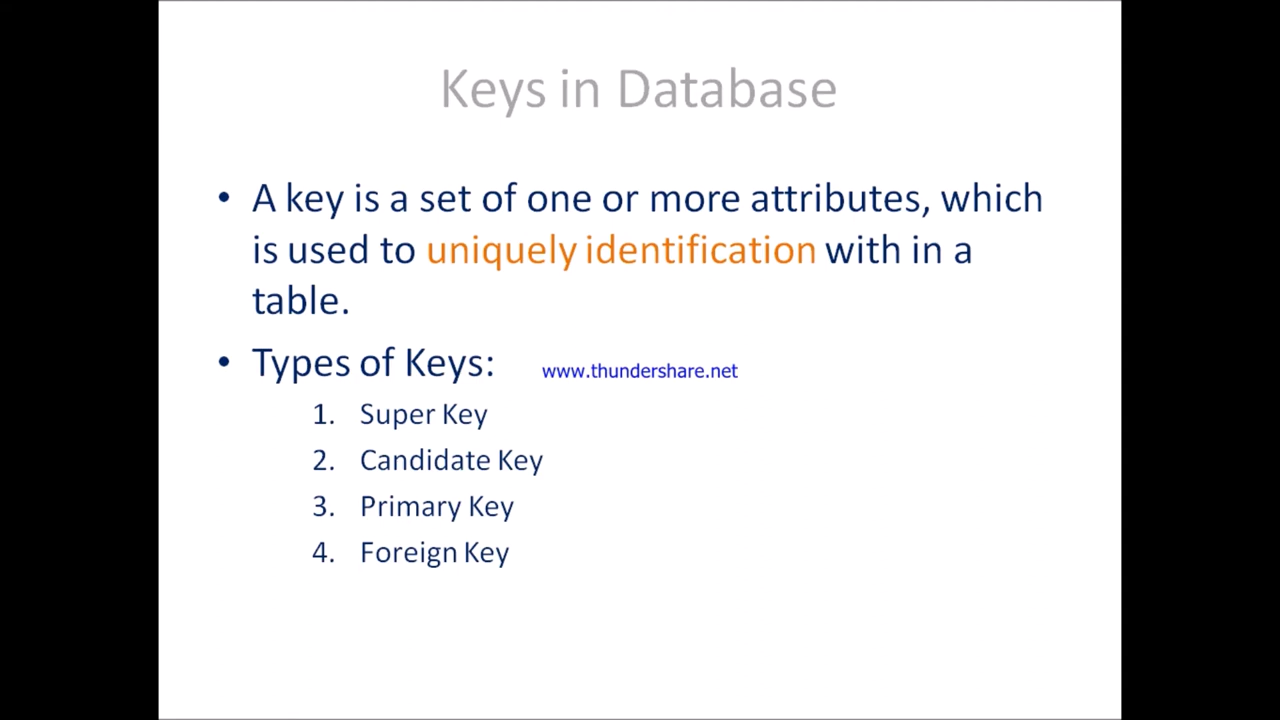 Keys in Database
• A key is a set of one or more attributes, which
is used to uniquely identification with in a
table.
• Types of Keys:
www.thundershare.net
1. Super Key
2. Candidate Key
3. Primary Key
4. Foreign Key